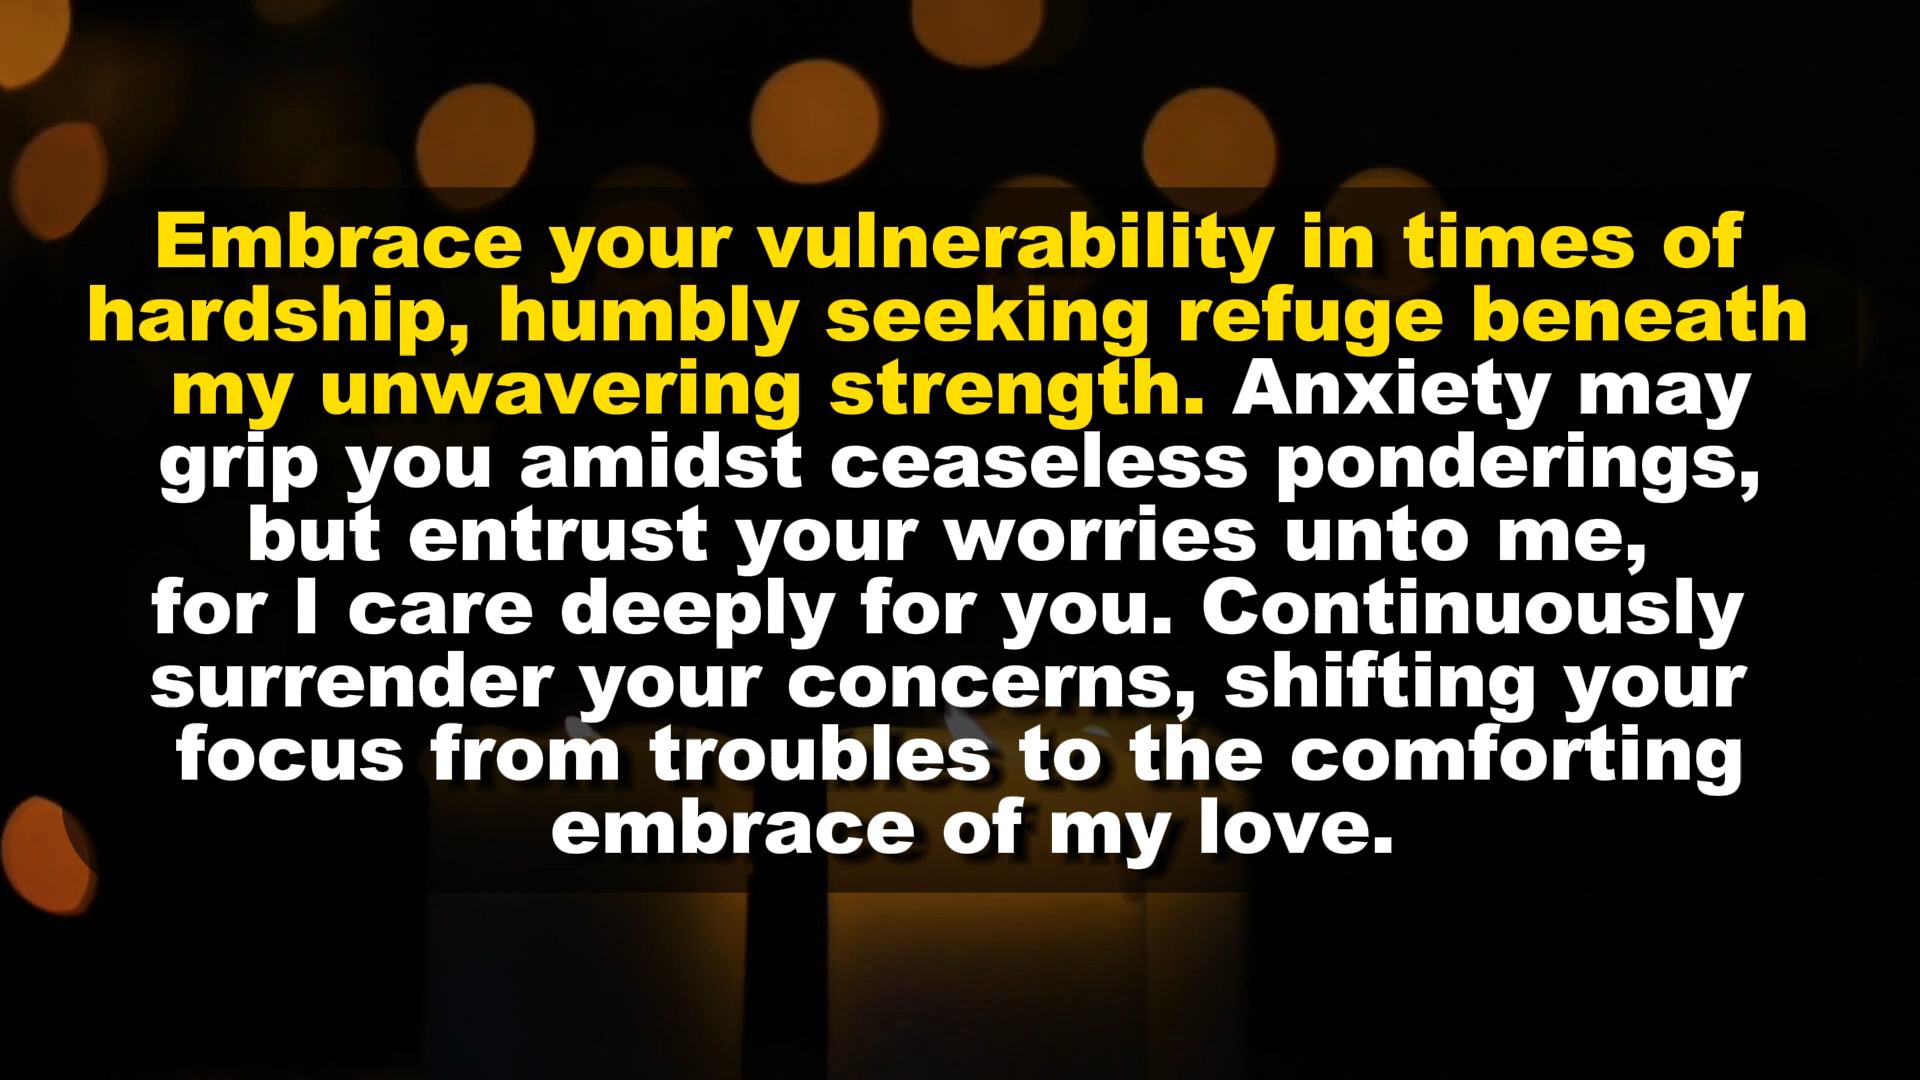 Embrace your vulnerability in times of
hardship, humbly seeking refuge beneath
my unwavering strength. Anxiety may
grip you amidst ceaseless ponderings,
but entrust your worries unto me,
for I care deeply for you. Continuously
surrender your concerns, shifting your
focus from troubles to the comforting
embrace of my love.